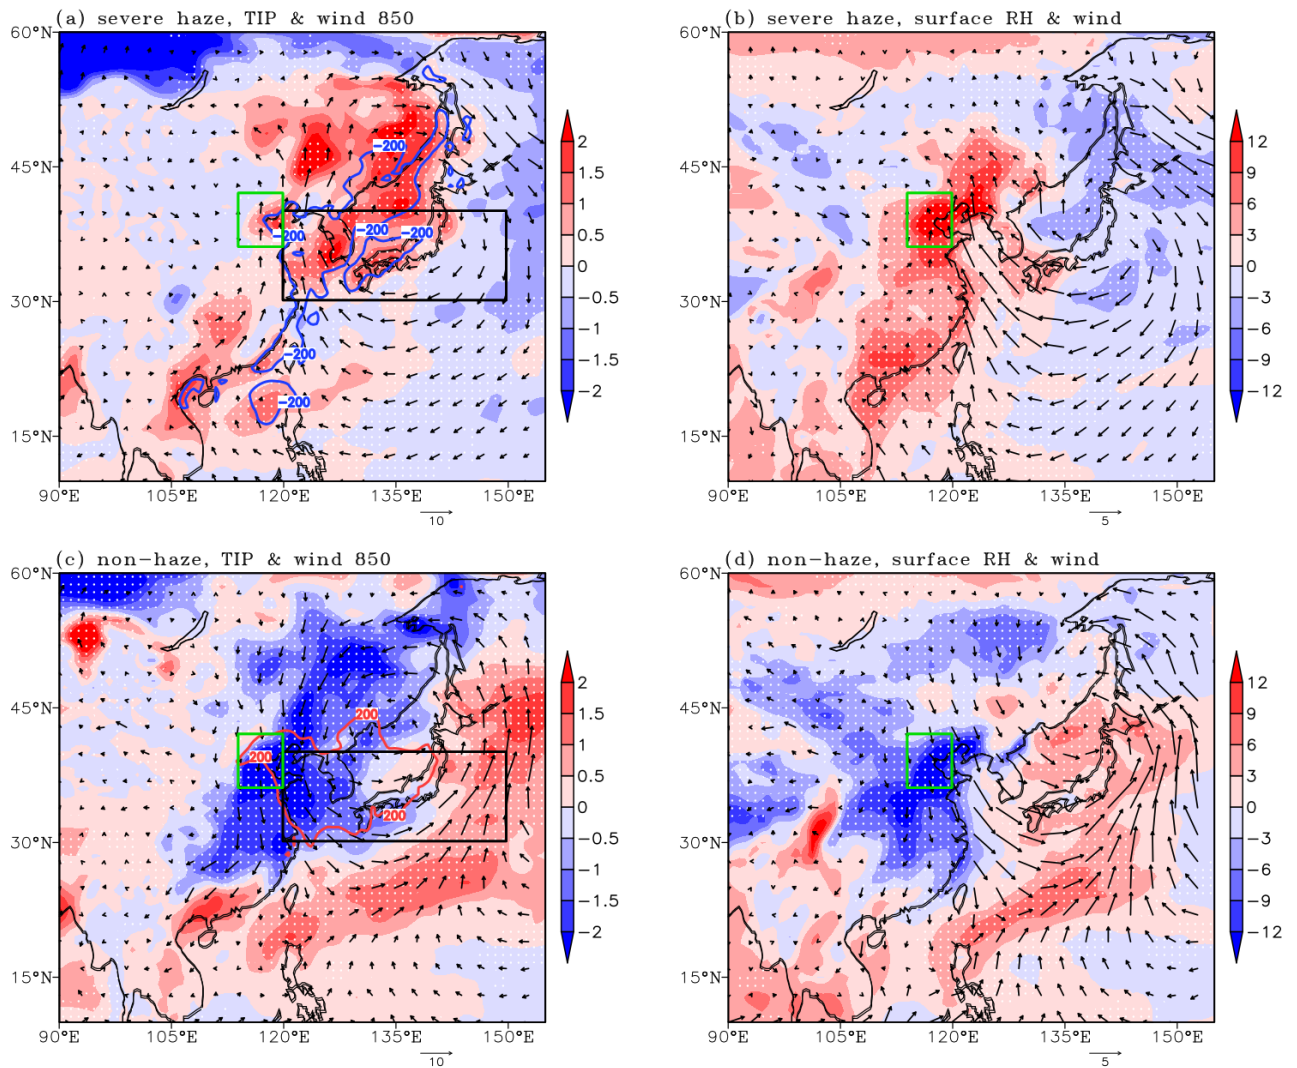 (a) severe haze, TIP & wind 850
60°N
45°N
30°N
15°N
90°E
105°E
120°E
135°E
150°E
-200
-200
-200
-200
-200
-200
10
2
1.5
1
0.5
0
-0.5
-1
-1.5
-2
(b) severe haze, surface RH & wind
60°N
45°N
30°N
15°N
90°E
105°E
120°E
135°E
150°E
5
12
9
6
3
0
-3
-6
-9
-12
(c) non-haze, TIP & wind 850
60°N
45°N
30°N
15°N
90°E
105°E
120°E
135°E
150°E
200
200
200
10
2
1.5
1
0.5
0
-0.5
-1
-1.5
-2
(d) non-haze, surface RH & wind
60°N
45°N
30°N
15°N
90°E
105°E
120°E
135°E
150°E
5
12
9
6
3
0
-3
-6
-9
-12